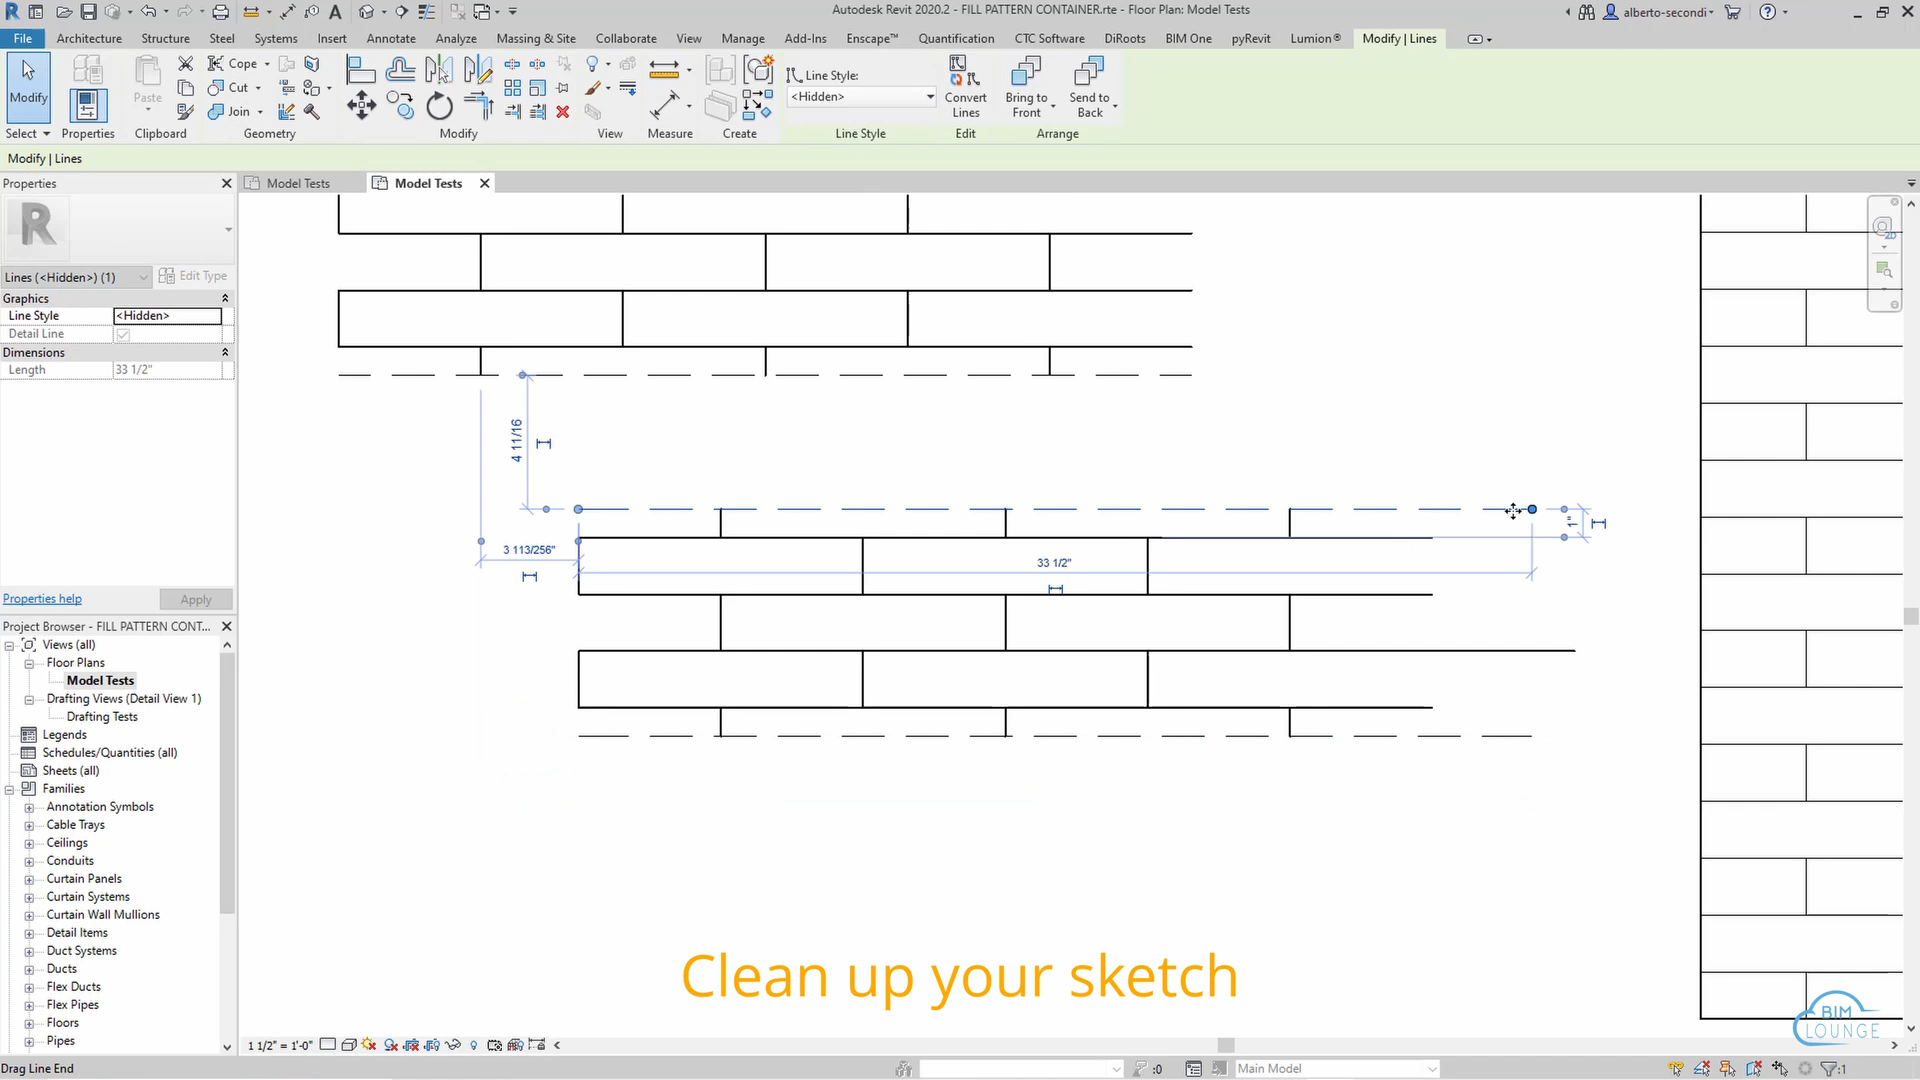 Autodesk Revit 2020.2 - FILL PATTERN CONTAINER.rte - Floor Plan: Model Tests
alberto-secondi
File Architecture Structure Steel Systems Insert Annotate Analyze Massing & Site Collaborate View Manage Add-Ins Enscape™ Quantification CTC Software DiRoots BIM One pyRevit Lumion® Modify | Lines
Modify
Paste
Cope
Cut
Join
Line Style:
<Hidden>
Convert Lines
Bring to Front
Send to Back
Select Properties Clipboard Geometry Modify View Measure Create Line Style Edit Arrange
Modify | Lines
Properties
Model Tests
Model Tests
Lines (<Hidden>) (1)
Edit Type
Graphics
Line Style <Hidden>
Detail Line
Dimensions
Length 33 1/2"
Properties help
Apply
4 11/16
3 113/256"
33 1/2"
1"
Project Browser - FILL PATTERN CONT...
Views (all)
Floor Plans
Model Tests
Drafting Views (Detail View 1)
Drafting Tests
Legends
Schedules/Quantities (all)
Sheets (all)
Families
Annotation Symbols
Cable Trays
Ceilings
Conduits
Curtain Panels
Curtain Systems
Curtain Wall Mullions
Detail Items
Duct Systems
Ducts
Flex Ducts
Flex Pipes
Floors
Pipes
Clean up your sketch
BIM
LOUNGE
1 1/2" = 1'-0"
Drag Line End
:0
Main Model
:1